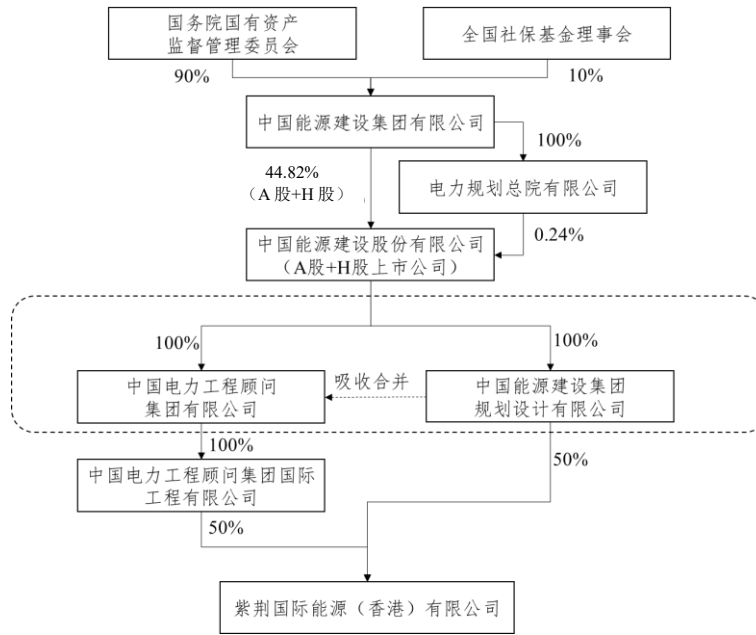 国务院国有资产
监督管理委员会
全国社保基金理事会
90%
10%
中国能源建设集团有限公司
100%
44.82%
（A股+H股）
电力规划总院有限公司
0.24%
中国能源建设股份有限公司
（A股+H股上市公司）
100%
100%
中国电力工程顾问
集团有限公司
吸收合并
中国能源建设集团
规划设计有限公司
100%
50%
中国电力工程顾问集团国际
工程有限公司
50%
紫荆国际能源（香港）有限公司